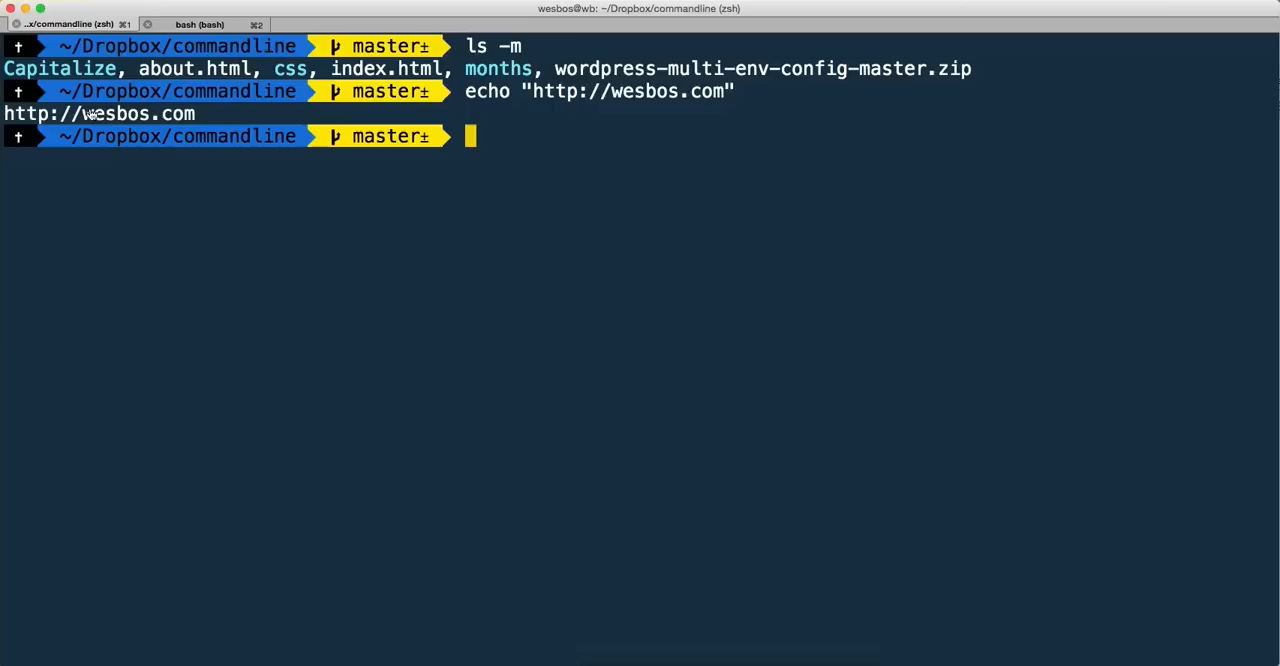 wesbos@wb: ~/Dropbox/commandline (zsh)
..x/commandline (zsh) ⌘1 bash (bash) ⌘2
✝ ~/Dropbox/commandline master± ls -m
Capitalize, about.html, css, index.html, months, wordpress-multi-env-config-master.zip
✝ ~/Dropbox/commandline master± echo "http://wesbos.com"
http://wesbos.com
✝ ~/Dropbox/commandline master±